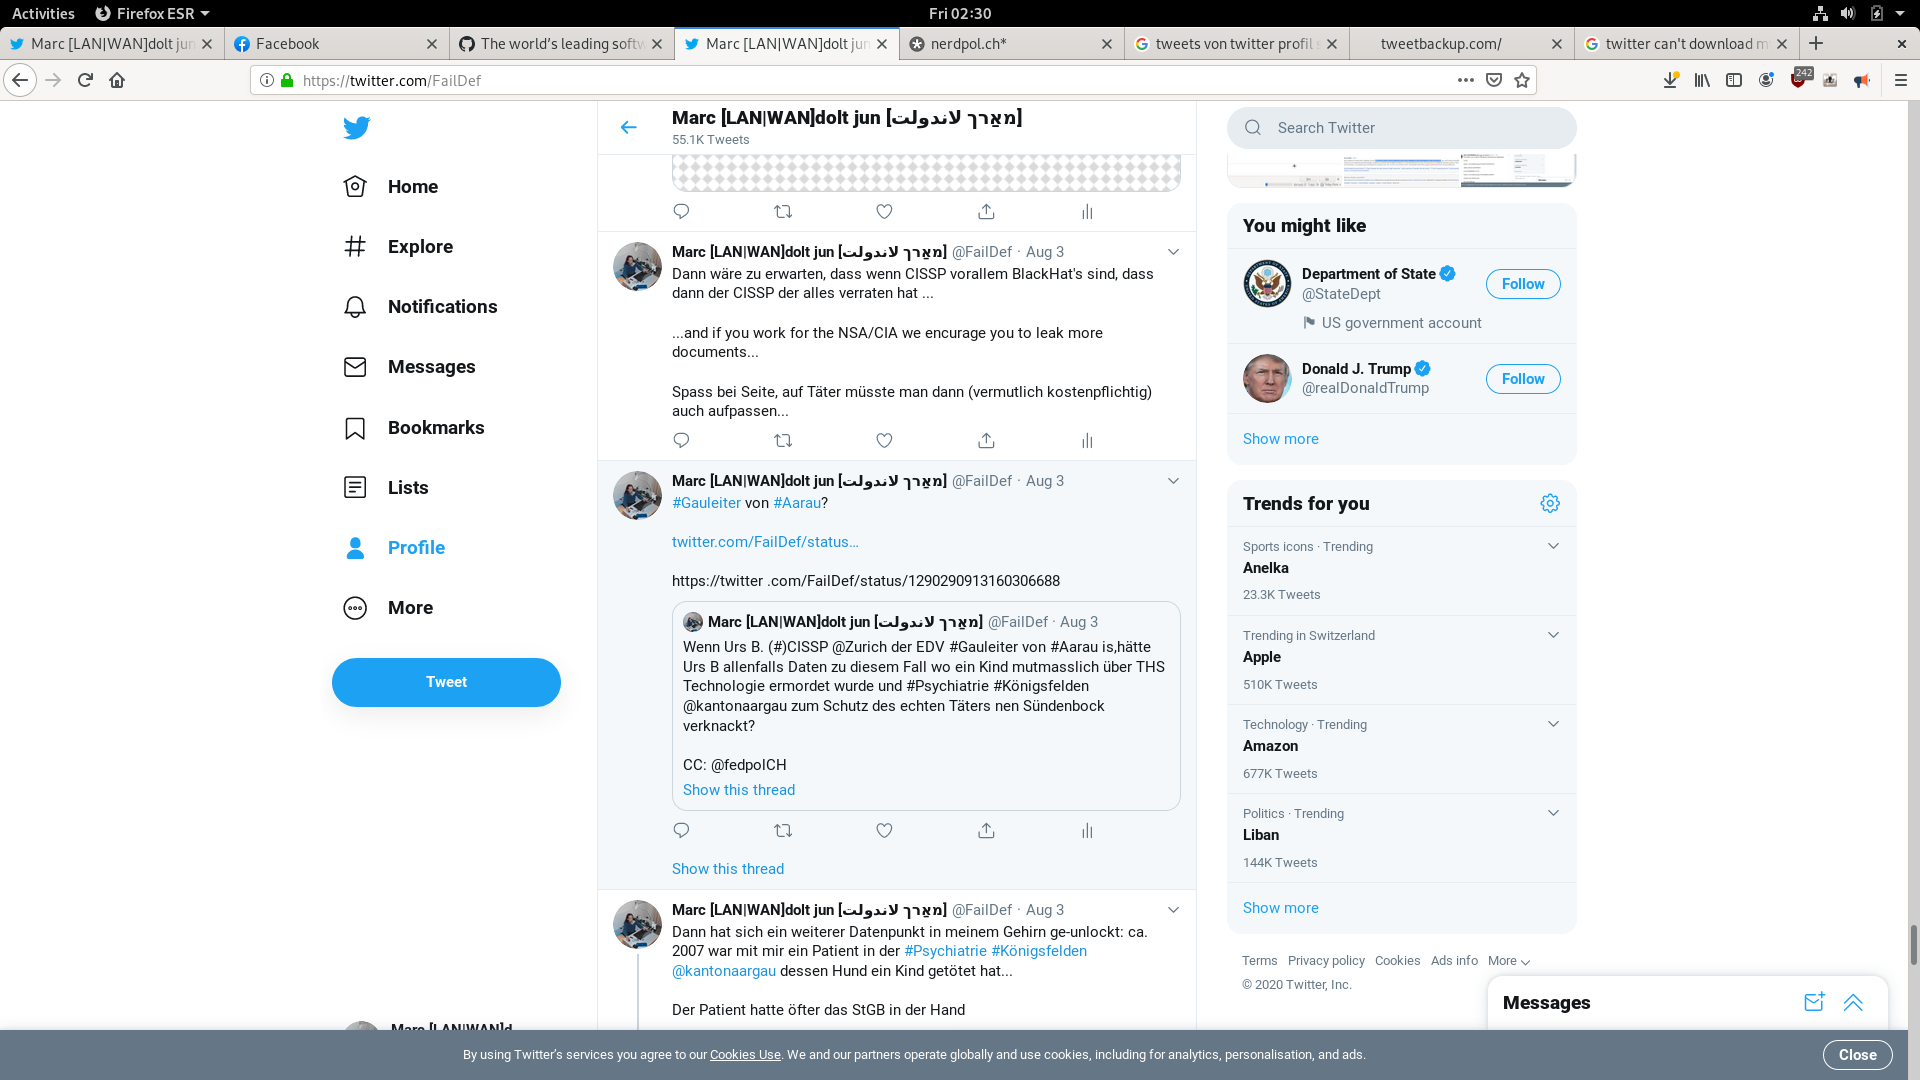 Activities
Firefox ESR
Fri 02:30
Marc [LAN|WAN]dolt jun
Facebook
The world's leading softw
Marc [LAN|WAN]dolt jun
nerdpol.ch*
tweets von twitter profil s
tweetbackup.com/
twitter can't download m
https://twitter.com/FailDef
242
Home
Explore
Notifications
Messages
Bookmarks
Lists
Profile
More
Tweet
Marc [LAN|WAN]d
Marc [LAN|WAN]dolt jun [מאַרך לאנדולת]
55.1K Tweets
Marc [LAN|WAN]dolt jun [מאַרך לאנדולת] @FailDef · Aug 3
Dann wäre zu erwarten, dass wenn CISSP vorallem BlackHat's sind, dass
dann der CISSP der alles verraten hat ...
...and if you work for the NSA/CIA we encurage you to leak more
documents...
Spass bei Seite, auf Täter müsste man dann (vermutlich kostenpflichtig)
auch aufpassen...
Marc [LAN|WAN]dolt jun [מאַרך לאנדולת] @FailDef · Aug 3
#Gauleiter von #Aarau?
twitter.com/FailDef/status…
https://twitter .com/FailDef/status/1290290913160306688
Marc [LAN|WAN]dolt jun [מאַרך לאנדולת] @FailDef · Aug 3
Wenn Urs B. (#)CISSP @Zurich der EDV #Gauleiter von #Aarau is,hätte
Urs B allenfalls Daten zu diesem Fall wo ein Kind mutmasslich über THS
Technologie ermordet wurde und #Psychiatrie #Königsfelden
@kantonaargau zum Schutz des echten Täters nen Sündenbock
verknackt?
CC: @fedpolCH
Show this thread
Show this thread
Marc [LAN|WAN]dolt jun [מאַרך לאנדולת] @FailDef · Aug 3
Dann hat sich ein weiterer Datenpunkt in meinem Gehirn ge-unlockt: ca.
2007 war mit mir ein Patient in der #Psychiatrie #Königsfelden
@kantonaargau dessen Hund ein Kind getötet hat...
Der Patient hatte öfter das StGB in der Hand
Search Twitter
You might like
Department of State
@StateDept
US government account
Follow
Donald J. Trump
@realDonaldTrump
Follow
Show more
Trends for you
Sports icons · Trending
Anelka
23.3K Tweets
Trending in Switzerland
Apple
510K Tweets
Technology · Trending
Amazon
677K Tweets
Politics · Trending
Liban
144K Tweets
Show more
Terms Privacy policy Cookies Ads info More
© 2020 Twitter, Inc.
Messages
By using Twitter's services you agree to our Cookies Use. We and our partners operate globally and use cookies, including for analytics, personalisation, and ads.
Close